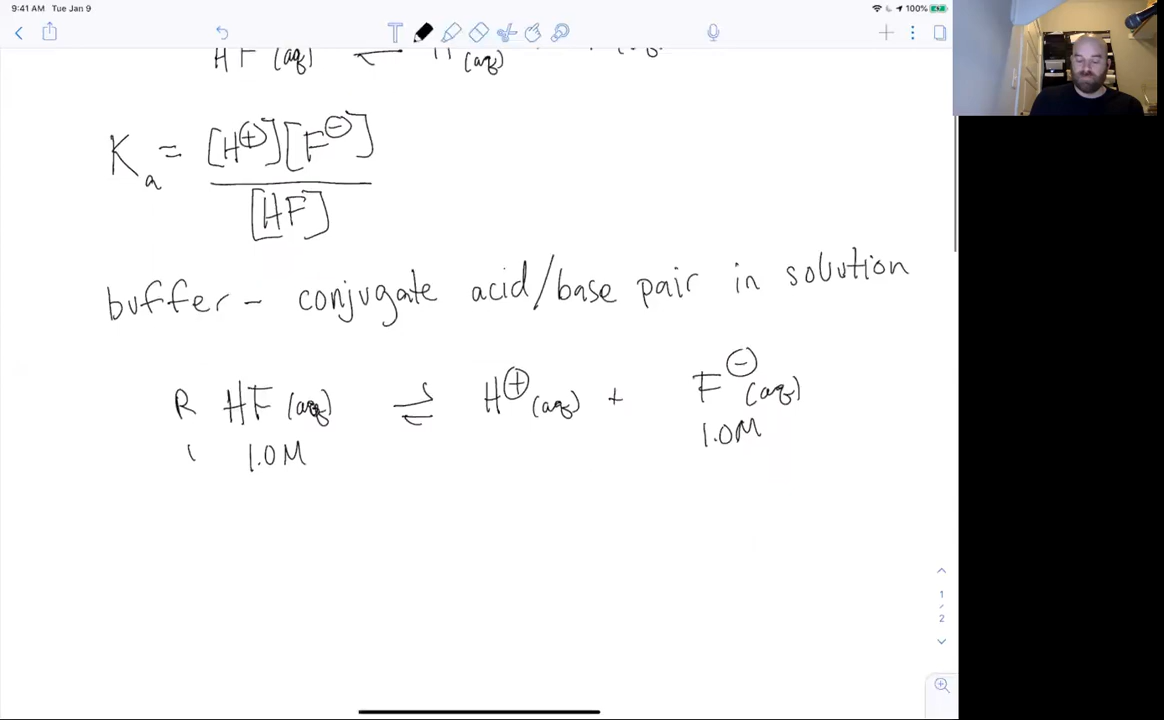 9:41 AM Tue Jan 9
100%
HF (aq) ⇌ H (aq)
Kₐ = [H⊕][F⊖]
[HF]
buffer - conjugate acid/base pair in solution
R HF (aq) ⇌ H⊕ (aq) + F⊖ (aq)
I 1.0M 1.0M
1
/
2